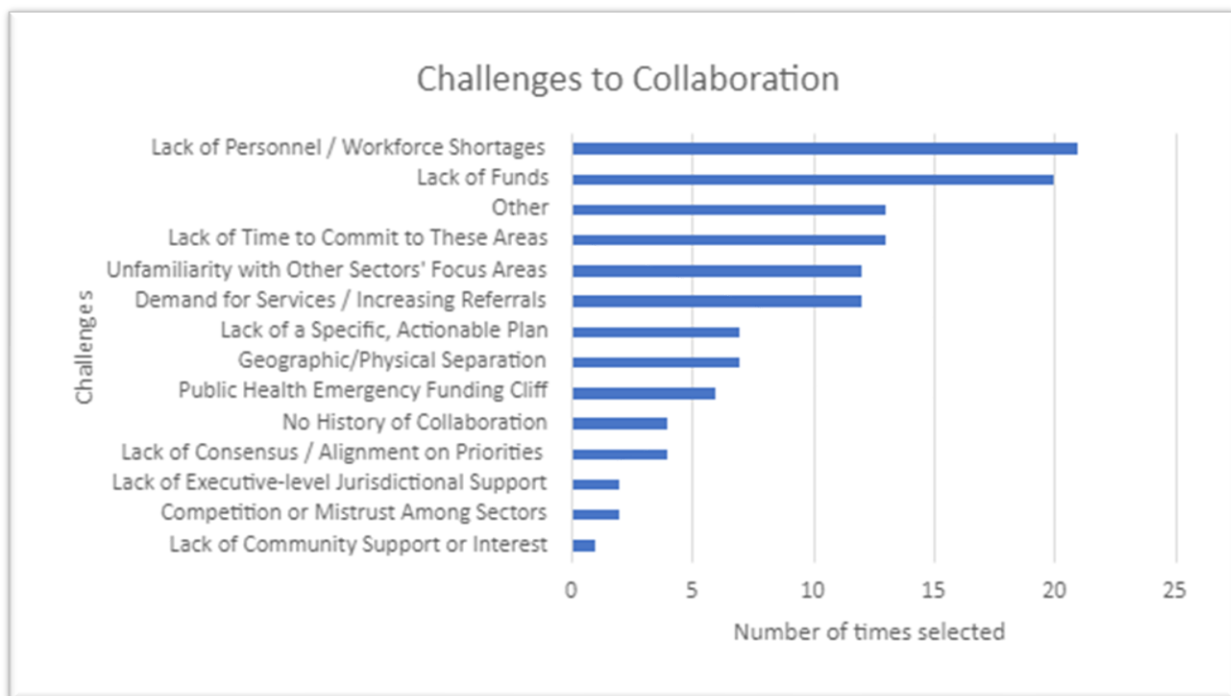 Challenges to Collaboration
Lack of Personnel / Workforce Shortages
Lack of Funds
Other
Lack of Time to Commit to These Areas
Unfamiliarity with Other Sectors' Focus Areas
Demand for Services / Increasing Referrals
Lack of a Specific, Actionable Plan
Geographic/Physical Separation
Public Health Emergency Funding Cliff
No History of Collaboration
Lack of Consensus / Alignment on Priorities
Lack of Executive-level Jurisdictional Support
Competition or Mistrust Among Sectors
Lack of Community Support or Interest
Challenges
0 5 10 15 20 25
Number of times selected